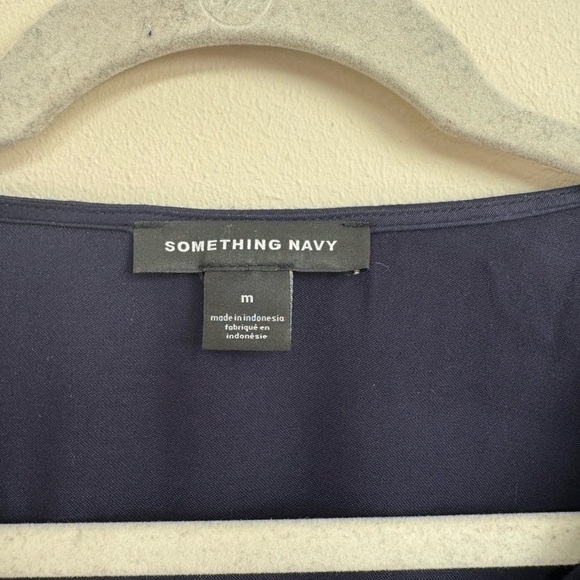 SOMETHING NAVY
m
made in indonesia
fabriqué en
indonésie